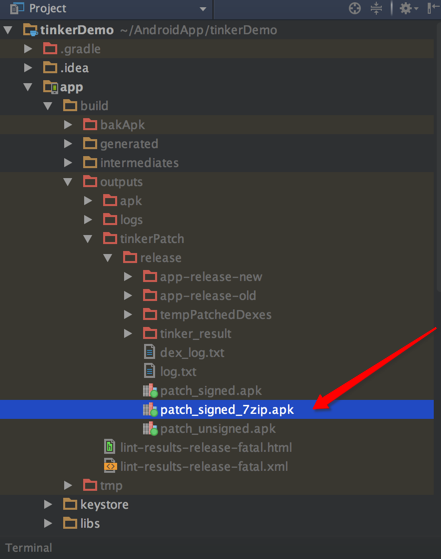 Project
tinkerDemo ~/AndroidApp/tinkerDemo
.gradle
.idea
app
build
bakApk
generated
intermediates
outputs
apk
logs
tinkerPatch
release
app-release-new
app-release-old
tempPatchedDexes
tinker_result
dex_log.txt
log.txt
patch_signed.apk
patch_signed_7zip.apk
patch_unsigned.apk
lint-results-release-fatal.html
lint-results-release-fatal.xml
tmp
keystore
libs
Terminal